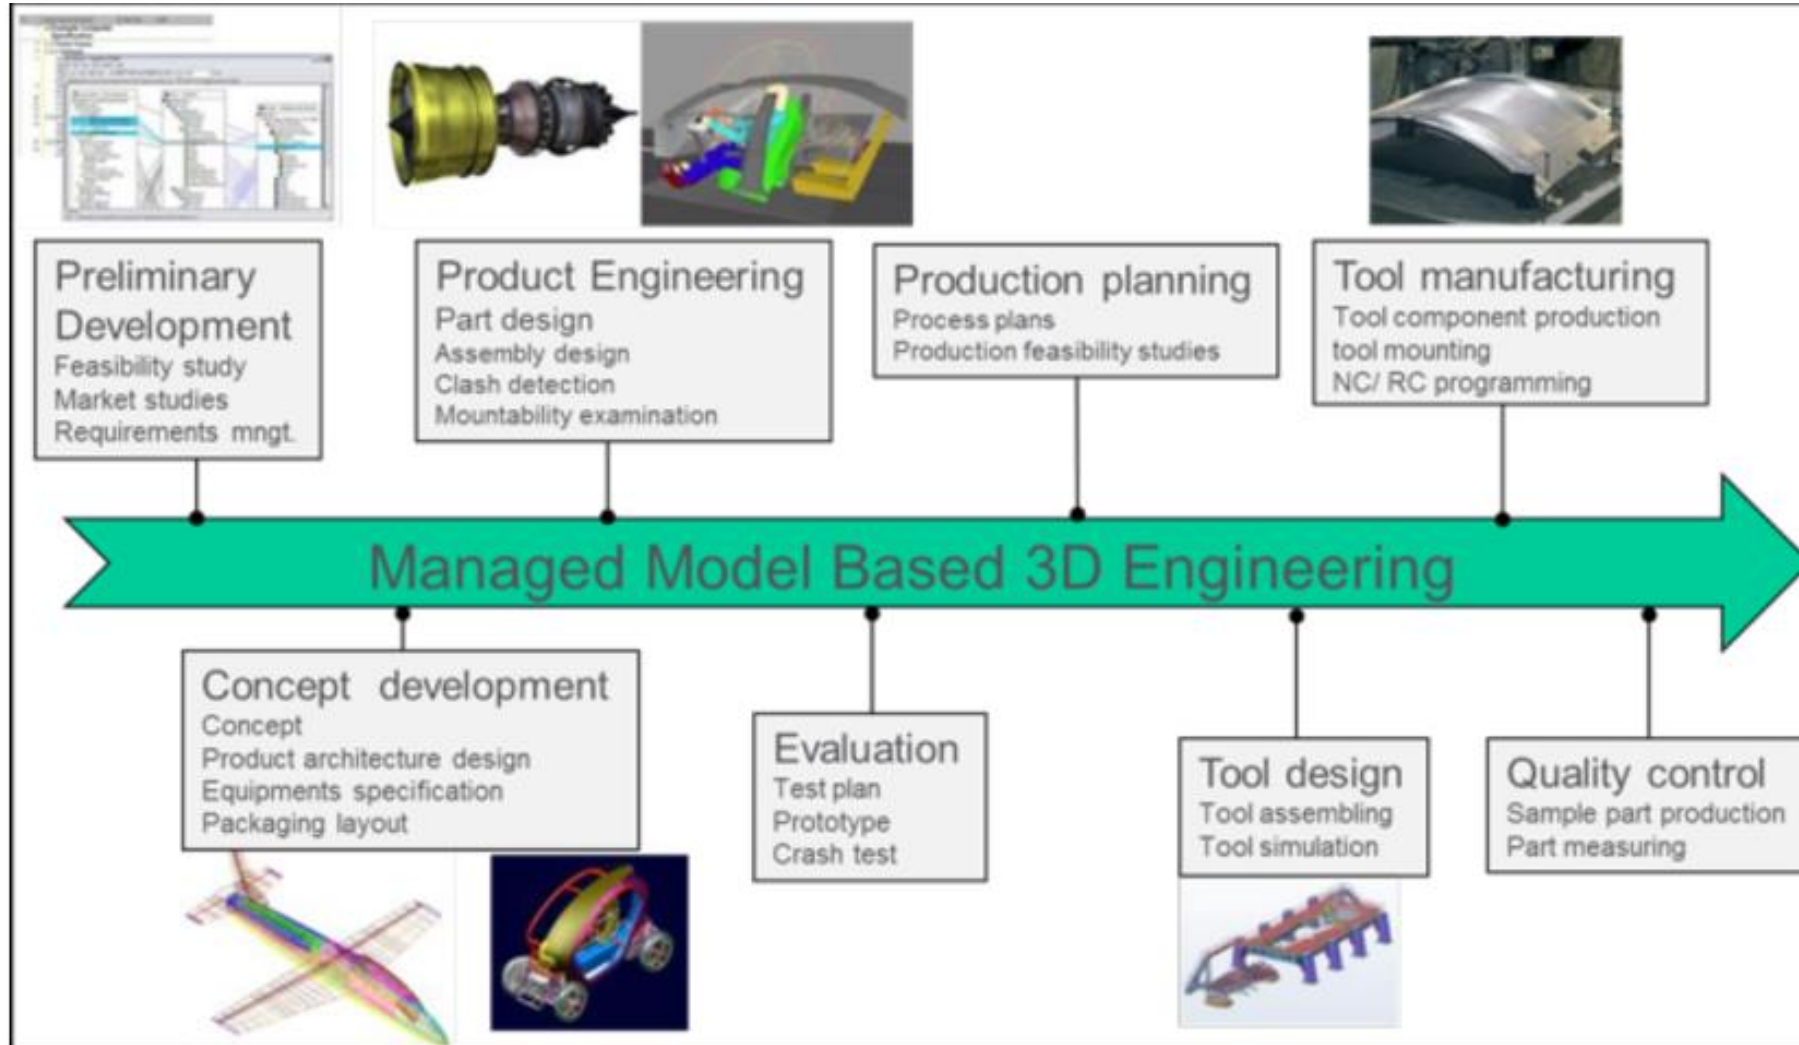 Preliminary
Development
Feasibility study
Market studies
Requirements mngt.
Product Engineering
Part design
Assembly design
Clash detection
Mountability examination
Production planning
Process plans
Production feasibility studies
Tool manufacturing
Tool component production
tool mounting
NC/ RC programming
Managed Model Based 3D Engineering
Concept development
Concept
Product architecture design
Equipments specification
Packaging layout
Evaluation
Test plan
Prototype
Crash test
Tool design
Tool assembling
Tool simulation
Quality control
Sample part production
Part measuring